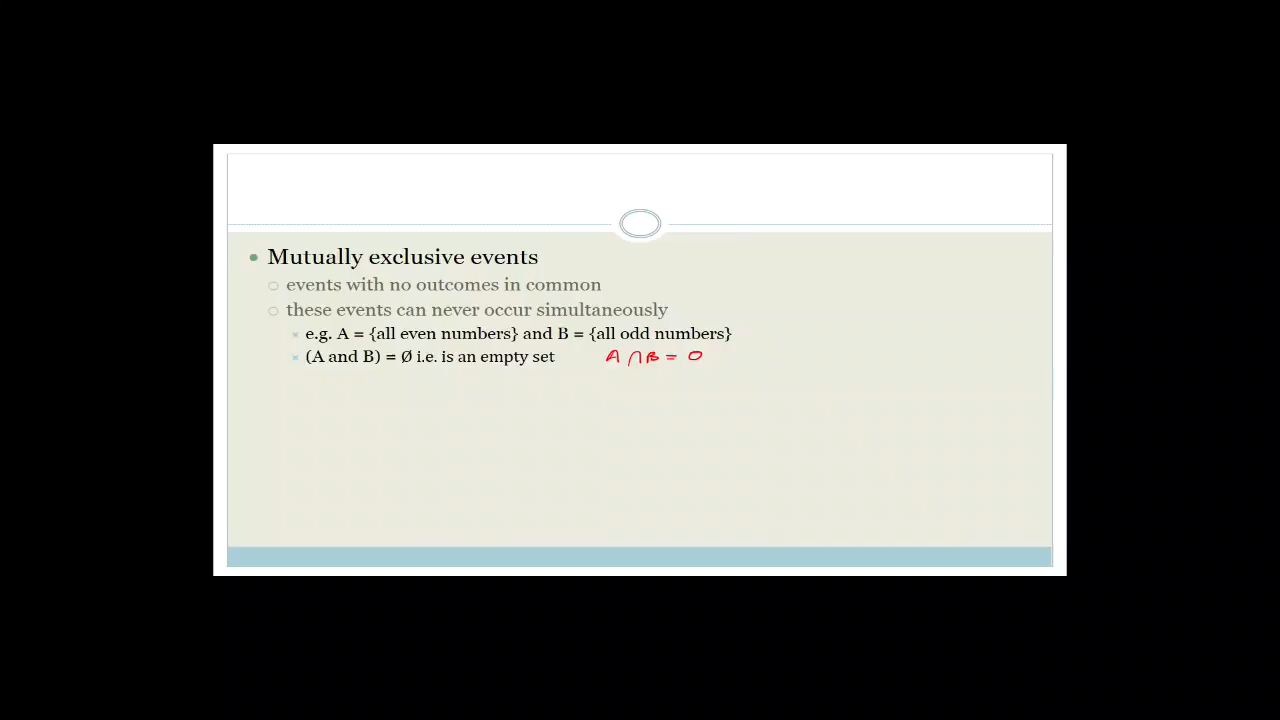 Mutually exclusive events
events with no outcomes in common
these events can never occur simultaneously
e.g. A = {all even numbers} and B = {all odd numbers}
(A and B) = Ø i.e. is an empty set A ∩ B = 0